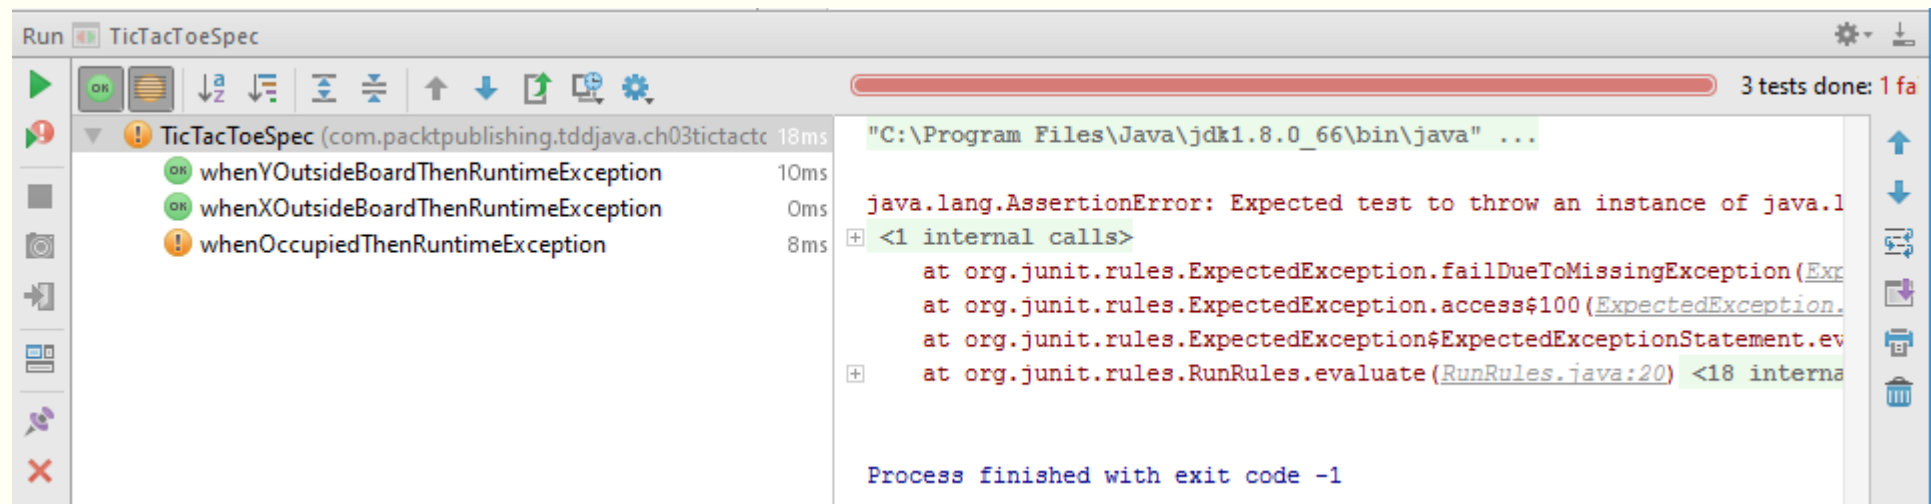 Run TicTacToeSpec
3 tests done: 1 fa
TicTacToeSpec (com.packtpublishing.tddjava.ch03tictactc 18ms
OK whenYOutsideBoardThenRuntimeException 10ms
OK whenXOutsideBoardThenRuntimeException 0ms
whenOccupiedThenRuntimeException 8ms
"C:\Program Files\Java\jdk1.8.0_66\bin\java" ...
java.lang.AssertionError: Expected test to throw an instance of java.l
<1 internal calls>
at org.junit.rules.ExpectedException.failDueToMissingException(Exp
at org.junit.rules.ExpectedException.access$100(ExpectedException.
at org.junit.rules.ExpectedException$ExpectedExceptionStatement.ev
at org.junit.rules.RunRules.evaluate(RunRules.java:20) <18 interna
Process finished with exit code -1